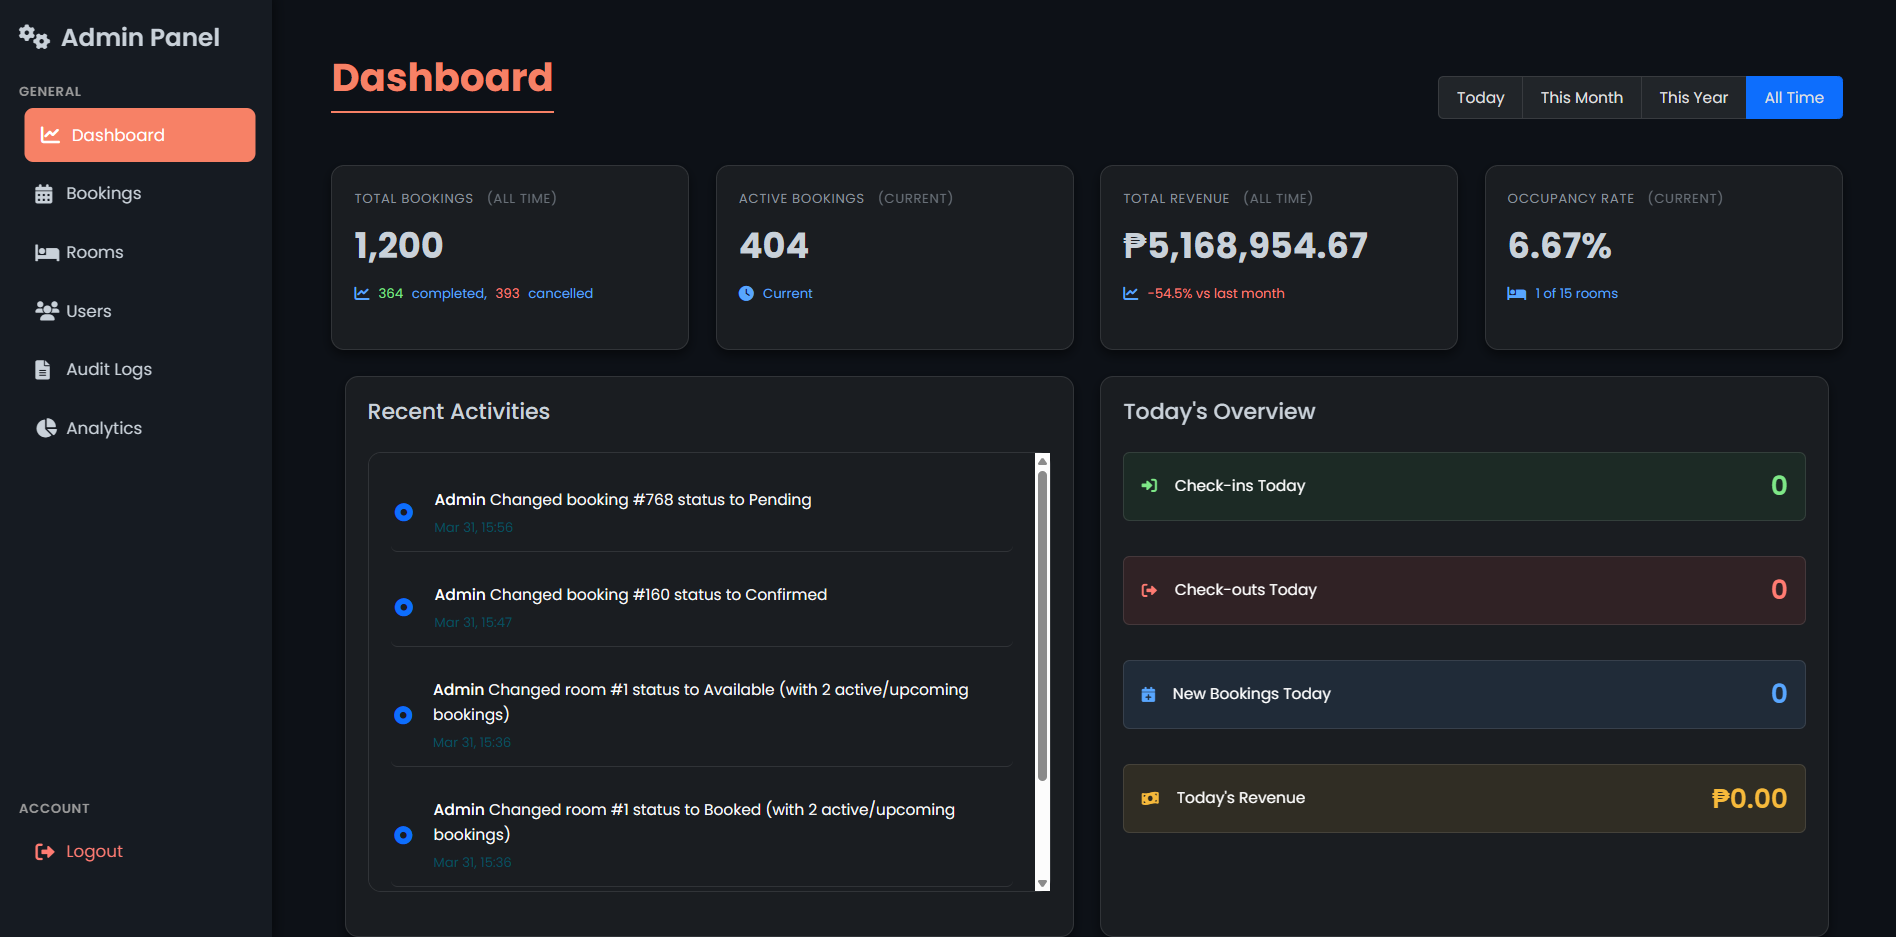 Admin Panel
GENERAL
Dashboard
Bookings
Rooms
Users
Audit Logs
Analytics
ACCOUNT
Logout
Dashboard
Today
This Month
This Year
All Time
TOTAL BOOKINGS (ALL TIME)
1,200
364 completed, 393 cancelled
ACTIVE BOOKINGS (CURRENT)
404
Current
TOTAL REVENUE (ALL TIME)
₱5,168,954.67
-54.5% vs last month
OCCUPANCY RATE (CURRENT)
6.67%
1 of 15 rooms
Recent Activities
Admin Changed booking #768 status to Pending
Mar 31, 15:56
Admin Changed booking #160 status to Confirmed
Mar 31, 15:47
Admin Changed room #1 status to Available (with 2 active/upcoming
bookings)
Mar 31, 15:36
Admin Changed room #1 status to Booked (with 2 active/upcoming
bookings)
Mar 31, 15:36
Today's Overview
Check-ins Today 0
Check-outs Today 0
New Bookings Today 0
Today's Revenue ₱0.00